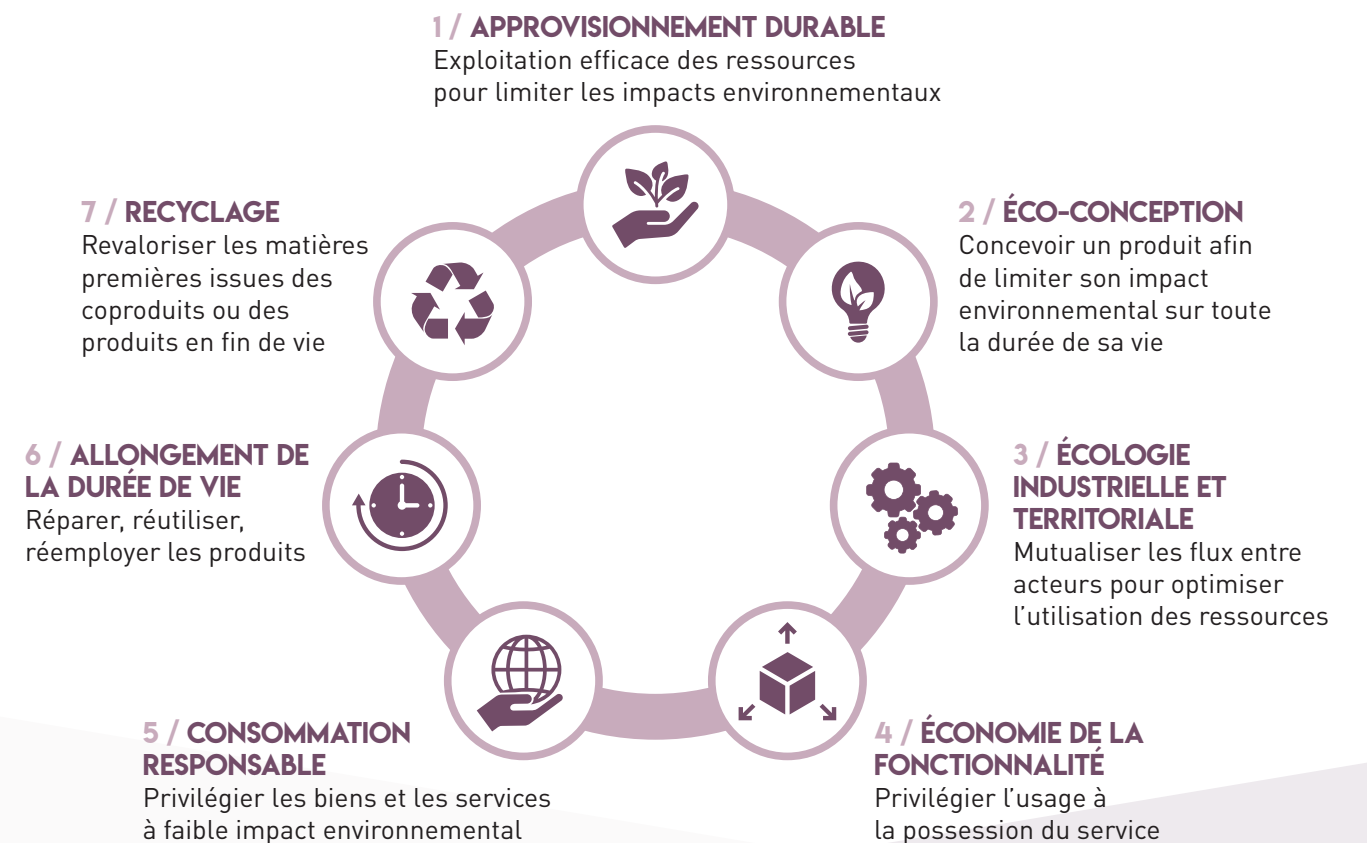 1 / APPROVISIONNEMENT DURABLE
Exploitation efficace des ressources
pour limiter les impacts environnementaux
2 / ÉCO-CONCEPTION
Concevoir un produit afin
de limiter son impact
environnemental sur toute
la durée de sa vie
3 / ÉCOLOGIE
INDUSTRIELLE ET
TERRITORIALE
Mutualiser les flux entre
acteurs pour optimiser
l’utilisation des ressources
4 / ÉCONOMIE DE LA
FONCTIONNALITÉ
Privilégier l’usage à
la possession du service
5 / CONSOMMATION
RESPONSABLE
Privilégier les biens et les services
à faible impact environnemental
6 / ALLONGEMENT DE
LA DURÉE DE VIE
Réparer, réutiliser,
réemployer les produits
7 / RECYCLAGE
Revaloriser les matières
premières issues des
coproduits ou des
produits en fin de vie